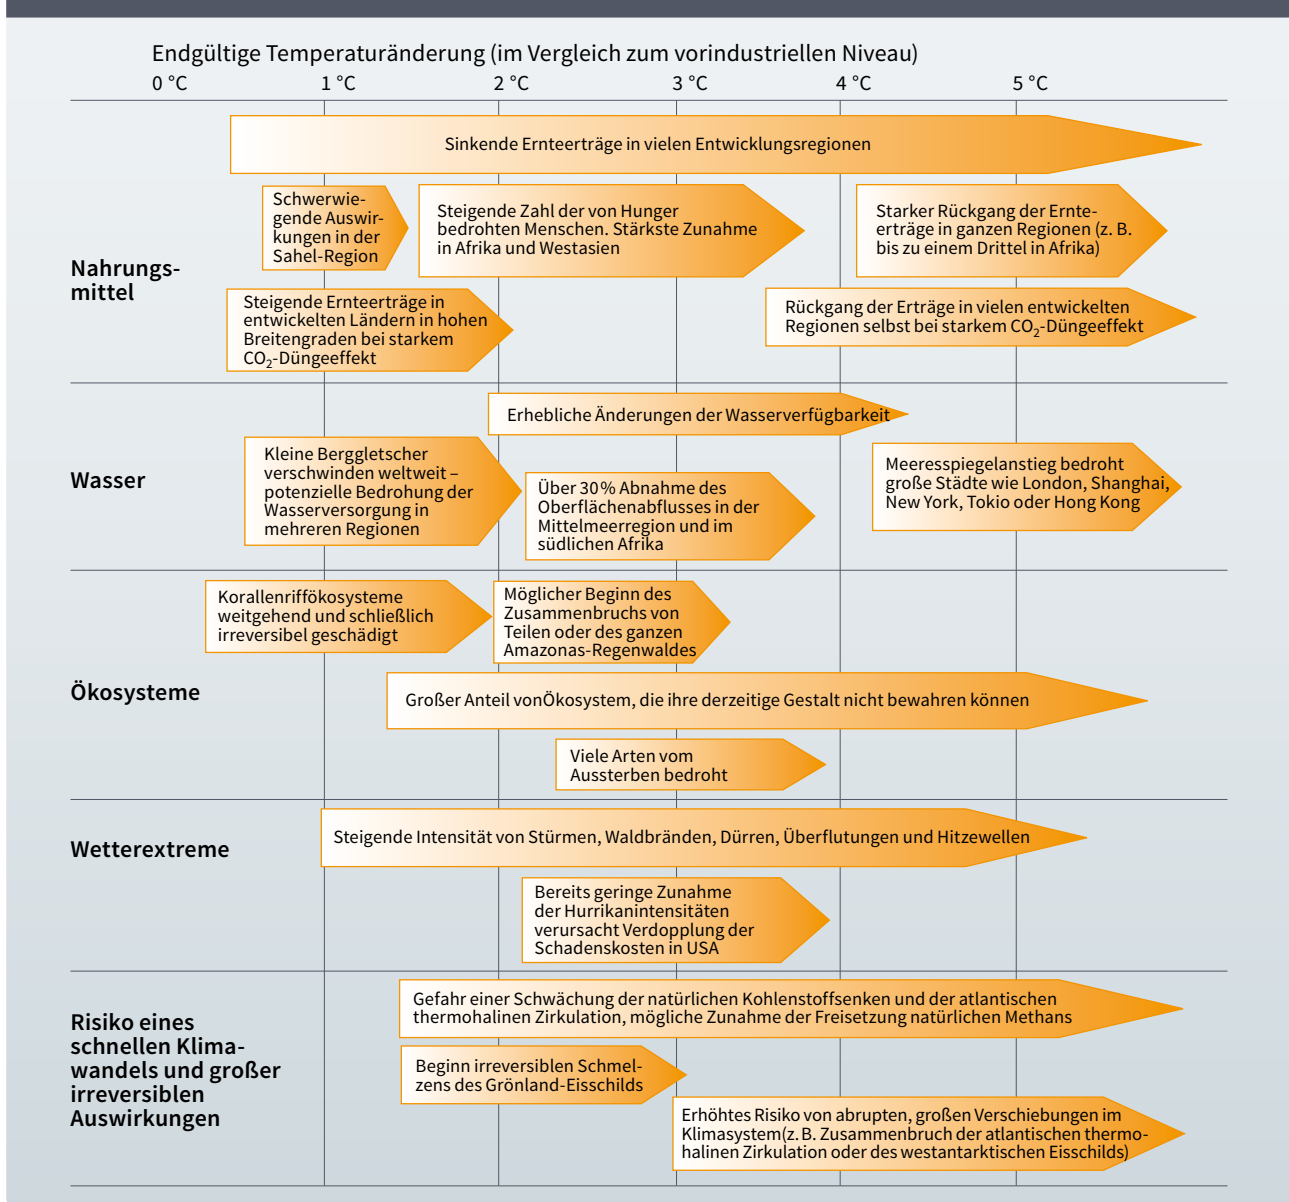 Endgültige Temperaturänderung (im Vergleich zum vorindustriellen Niveau)
0 °C 1 °C 2 °C 3 °C 4 °C 5 °C
Nahrungs-
mittel
Sinkende Ernteerträge in vielen Entwicklungsregionen
Schwerwie-
gende Auswir-
kungen in der
Sahel-Region
Steigende Zahl der von Hunger
bedrohten Menschen. Stärkste Zunahme
in Afrika und Westasien
Starker Rückgang der Ernte-
erträge in ganzen Regionen (z. B.
bis zu einem Drittel in Afrika)
Steigende Ernteerträge in
entwickelten Ländern in hohen
Breitengraden bei starkem
CO₂-Düngeeffekt
Rückgang der Erträge in vielen entwickelten
Regionen selbst bei starkem CO₂-Düngeeffekt
Wasser
Erhebliche Änderungen der Wasserverfügbarkeit
Kleine Berggletscher
verschwinden weltweit –
potenzielle Bedrohung der
Wasserversorgung in
mehreren Regionen
Über 30 % Abnahme des
Oberflächenabflusses in der
Mittelmeerregion und im
südlichen Afrika
Meeresspiegelanstieg bedroht
große Städte wie London, Shanghai,
New York, Tokio oder Hong Kong
Ökosysteme
Korallenriffökosysteme
weitgehend und schließlich
irreversibel geschädigt
Möglicher Beginn des
Zusammenbruchs von
Teilen oder des ganzen
Amazonas-Regenwaldes
Großer Anteil vonÖkosystem, die ihre derzeitige Gestalt nicht bewahren können
Viele Arten vom
Aussterben bedroht
Wetterextreme
Steigende Intensität von Stürmen, Waldbränden, Dürren, Überflutungen und Hitzewellen
Bereits geringe Zunahme
der Hurrikanintensitäten
verursacht Verdopplung der
Schadenskosten in USA
Risiko eines
schnellen Klima-
wandels und großer
irreversiblen
Auswirkungen
Gefahr einer Schwächung der natürlichen Kohlenstoffsenken und der atlantischen
thermohalinen Zirkulation, mögliche Zunahme der Freisetzung natürlichen Methans
Beginn irreversiblen Schmel-
zens des Grönland-Eisschilds
Erhöhtes Risiko von abrupten, großen Verschiebungen im
Klimasystem(z. B. Zusammenbruch der atlantischen thermo-
halinen Zirkulation oder des westantarktischen Eisschilds)